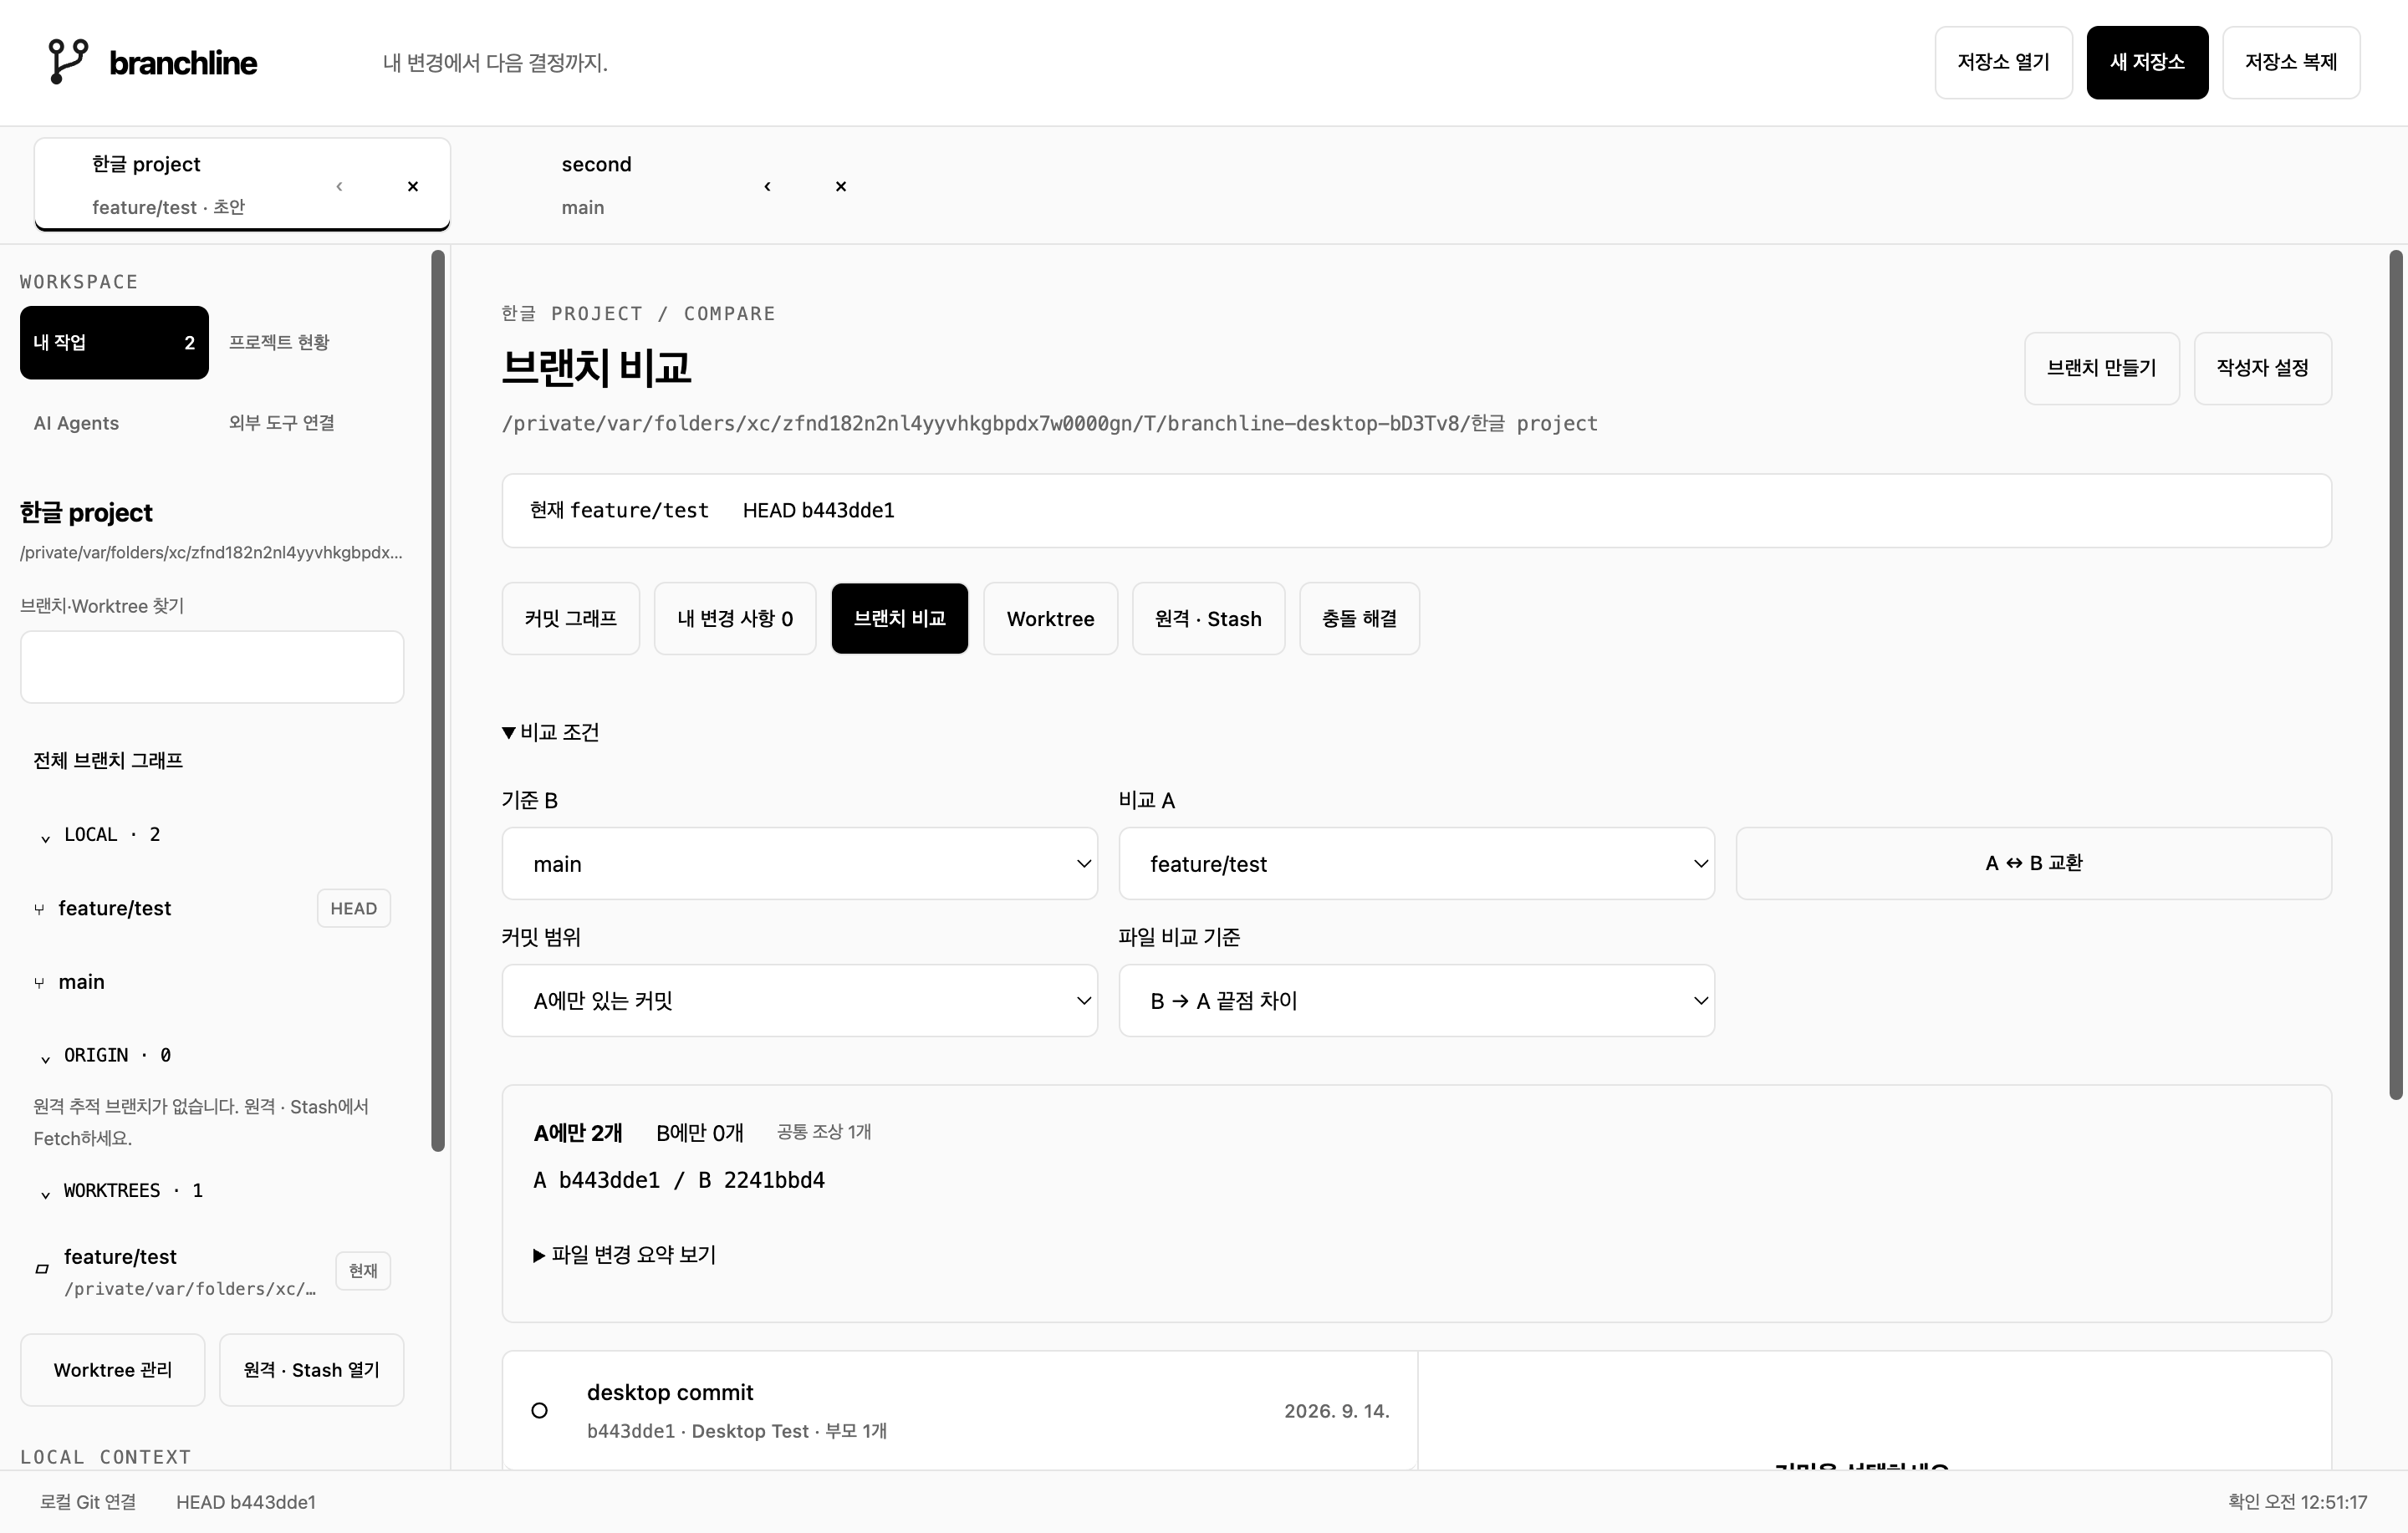 branchline
내 변경에서 다음 결정까지.
저장소 열기
새 저장소
저장소 복제
한글 project
feature/test · 초안
‹
×
second
main
‹
×
WORKSPACE
내 작업 2
프로젝트 현황
AI Agents
외부 도구 연결
한글 project
/private/var/folders/xc/zfnd182n2nl4yyvhkgbpdx...
브랜치·Worktree 찾기
전체 브랜치 그래프
LOCAL · 2
feature/test
HEAD
main
ORIGIN · 0
원격 추적 브랜치가 없습니다. 원격 · Stash에서
Fetch하세요.
WORKTREES · 1
feature/test
/private/var/folders/xc/…
현재
Worktree 관리
원격 · Stash 열기
LOCAL CONTEXT
한글 PROJECT / COMPARE
브랜치 비교
/private/var/folders/xc/zfnd182n2nl4yyvhkgbpdx7w0000gn/T/branchline-desktop-bD3Tv8/한글 project
브랜치 만들기
작성자 설정
현재 feature/test HEAD b443dde1
커밋 그래프
내 변경 사항 0
브랜치 비교
Worktree
원격 · Stash
충돌 해결
▼ 비교 조건
기준 B
main
비교 A
feature/test
A ↔ B 교환
커밋 범위
A에만 있는 커밋
파일 비교 기준
B → A 끝점 차이
A에만 2개 B에만 0개 공통 조상 1개
A b443dde1 / B 2241bbd4
▶ 파일 변경 요약 보기
desktop commit
b443dde1 · Desktop Test · 부모 1개
2026. 9. 14.
로컬 Git 연결
HEAD b443dde1
확인 오전 12:51:17